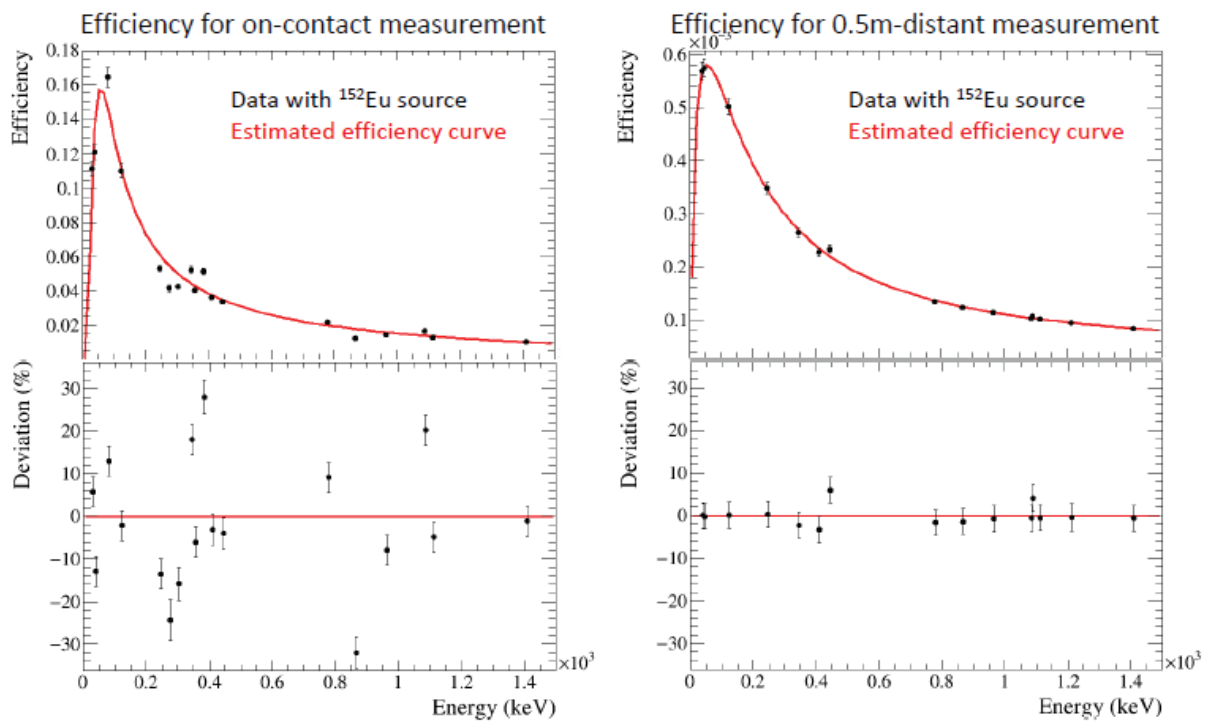 Efficiency for on-contact measurement
Efficiency
0.18
0.16
0.14
0.12
0.1
0.08
0.06
0.04
0.02
Data with ¹⁵²Eu source
Estimated efficiency curve
Deviation (%)
30
20
10
0
−10
−20
−30
0 0.2 0.4 0.6 0.8 1 1.2 1.4
×10³
Energy (keV)
Efficiency for 0.5m-distant measurement
×10⁻³
Efficiency
0.6
0.5
0.4
0.3
0.2
0.1
Data with ¹⁵²Eu source
Estimated efficiency curve
Deviation (%)
30
20
10
0
−10
−20
−30
0 0.2 0.4 0.6 0.8 1 1.2 1.4
×10³
Energy (keV)